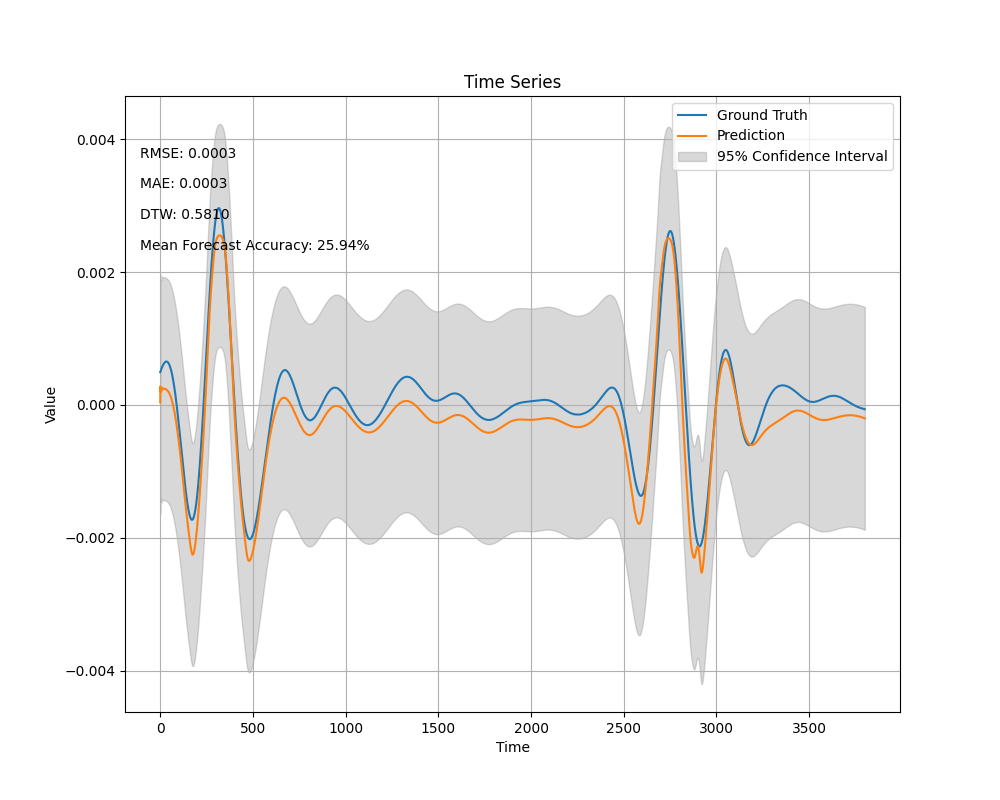 Time Series
Ground Truth
Prediction
95% Confidence Interval
RMSE: 0.0003
MAE: 0.0003
DTW: 0.5810
Mean Forecast Accuracy: 25.94%
Value
0.004
0.002
0.000
−0.002
−0.004
0 500 1000 1500 2000 2500 3000 3500
Time